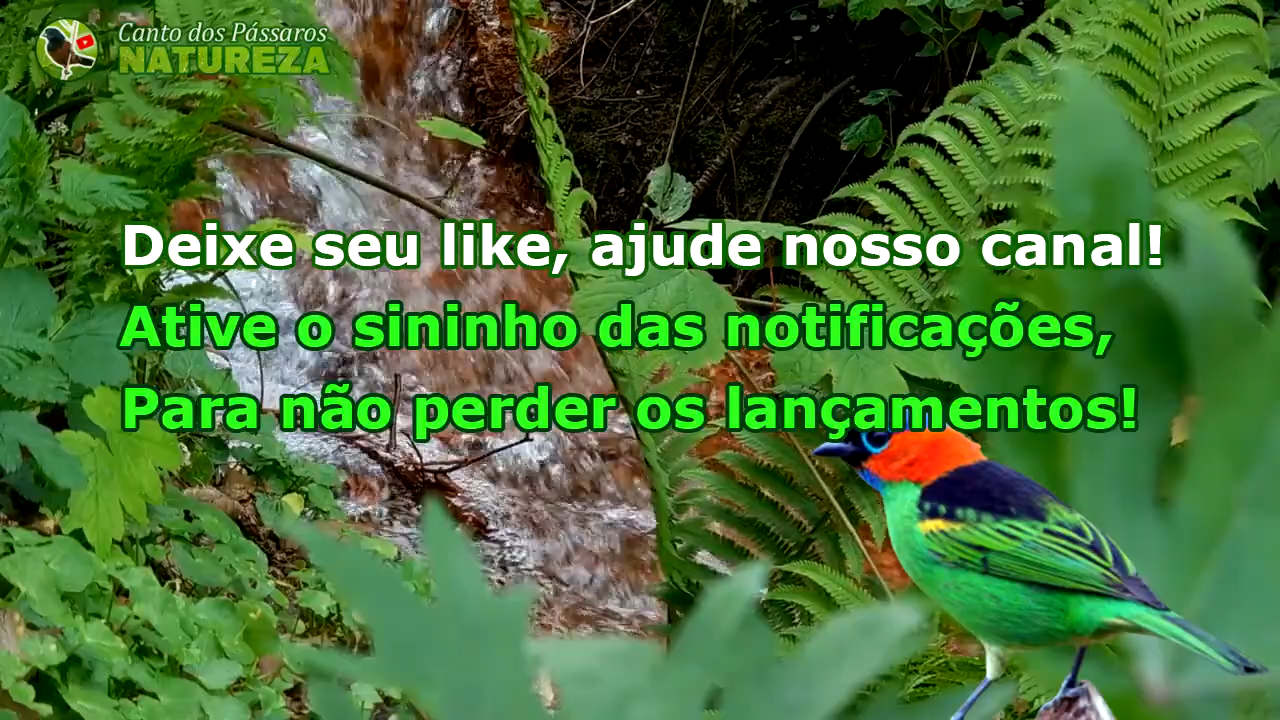 Canto dos Pássaros
NATUREZA
Deixe seu like, ajude nosso canal!
Ative o sininho das notificações,
Para não perder os lançamentos!